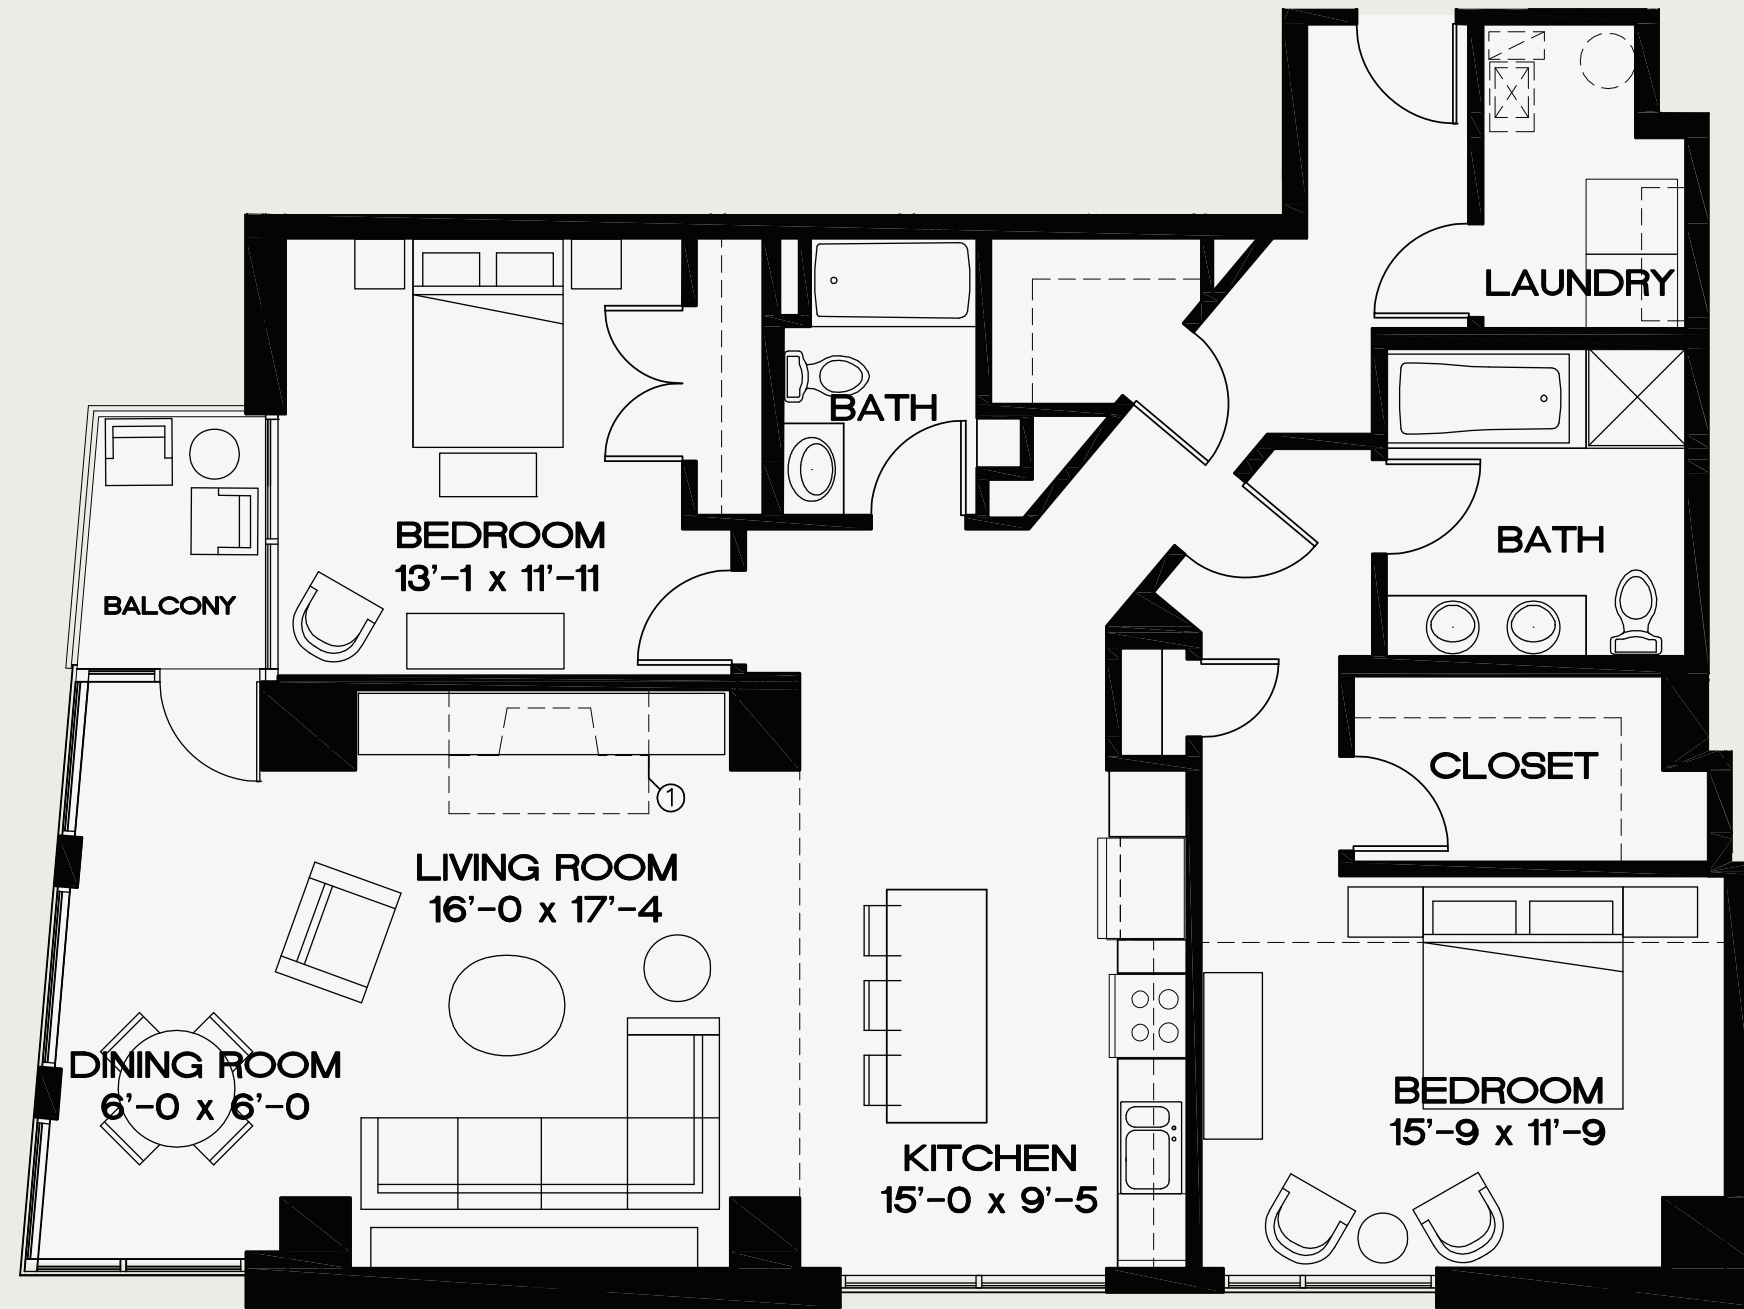 LAUNDRY
BATH
BEDROOM
13'-1 x 11'-11
BATH
BALCONY
CLOSET
1
LIVING ROOM
16'-0 x 17'-4
DINING ROOM
6'-0 x 6'-0
BEDROOM
15'-9 x 11'-9
KITCHEN
15'-0 x 9'-5